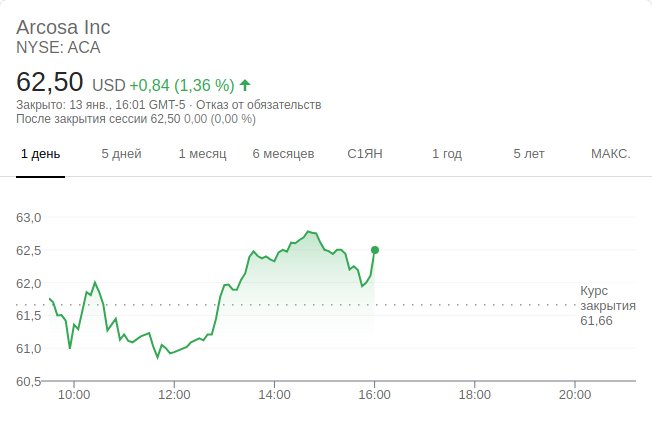 Arcosa Inc
NYSE: ACA
62,50 USD +0,84 (1,36 %)
Закрыто: 13 янв., 16:01 GMT-5 · Отказ от обязательств
После закрытия сессии 62,50 0,00 (0,00 %)
1 день 5 дней 1 месяц 6 месяцев С1ЯН 1 год 5 лет МАКС.
63,0
62,5
62,0
61,5
61,0
60,5
Курс
закрытия
61,66
10:00 12:00 14:00 16:00 18:00 20:00